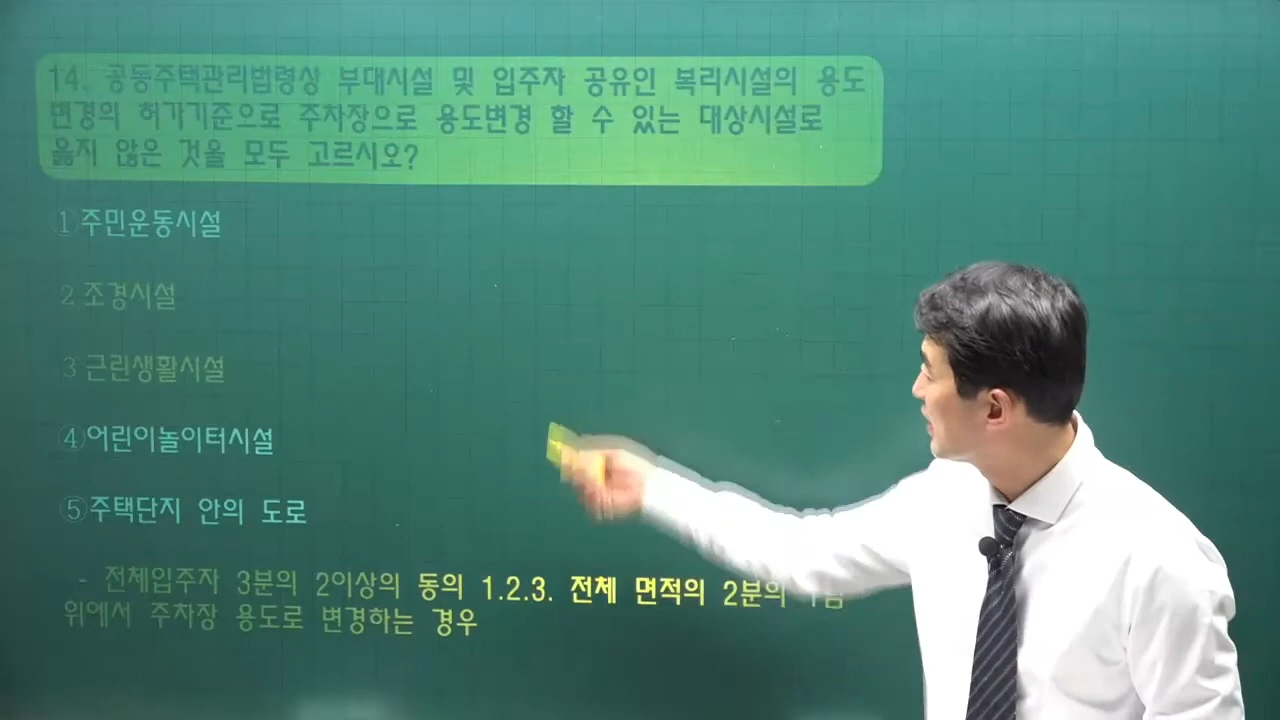 14. 공동주택관리법령상 부대시설 및 입주자 공유인 복리시설의 용도
변경의 허가기준으로 주차장으로 용도변경 할 수 있는 대상시설로
옳지 않은 것을 모두 고르시오?
①주민운동시설
2 조경시설
3 근린생활시설
④어린이놀이터시설
⑤주택단지 안의 도로
- 전체입주자 3분의 2이상의 동의 1.2.3. 전체 면적의 2분의
위에서 주차장 용도로 변경하는 경우